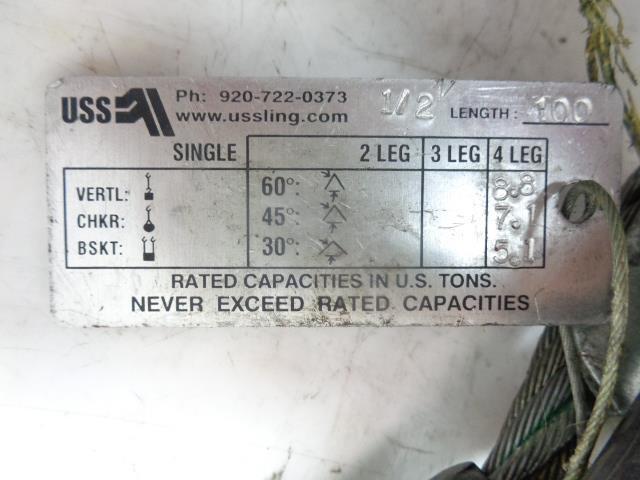 USS Ph: 920-722-0373 1/2" LENGTH: 100
www.ussling.com
SINGLE 2 LEG 3 LEG 4 LEG
VERTL: 60°: 8.8
CHKR: 45°: 7.1
BSKT: 30°: 5.1
RATED CAPACITIES IN U.S. TONS.
NEVER EXCEED RATED CAPACITIES